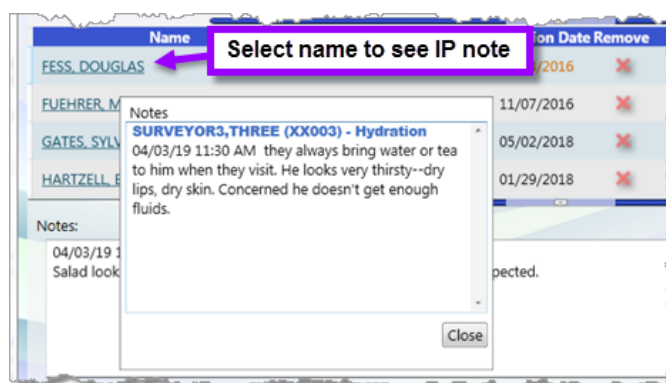 Name
Select name to see IP note
ion Date Remove
FESS, DOUGLAS
/2016
FUEHRER, M
11/07/2016
GATES, SYLV
05/02/2018
HARTZELL, E
01/29/2018
Notes
SURVEYOR3,THREE (XX003) - Hydration
04/03/19 11:30 AM they always bring water or tea
to him when they visit. He looks very thirsty--dry
lips, dry skin. Concerned he doesn't get enough
fluids.
Close
Notes:
04/03/19 1
Salad look
pected.